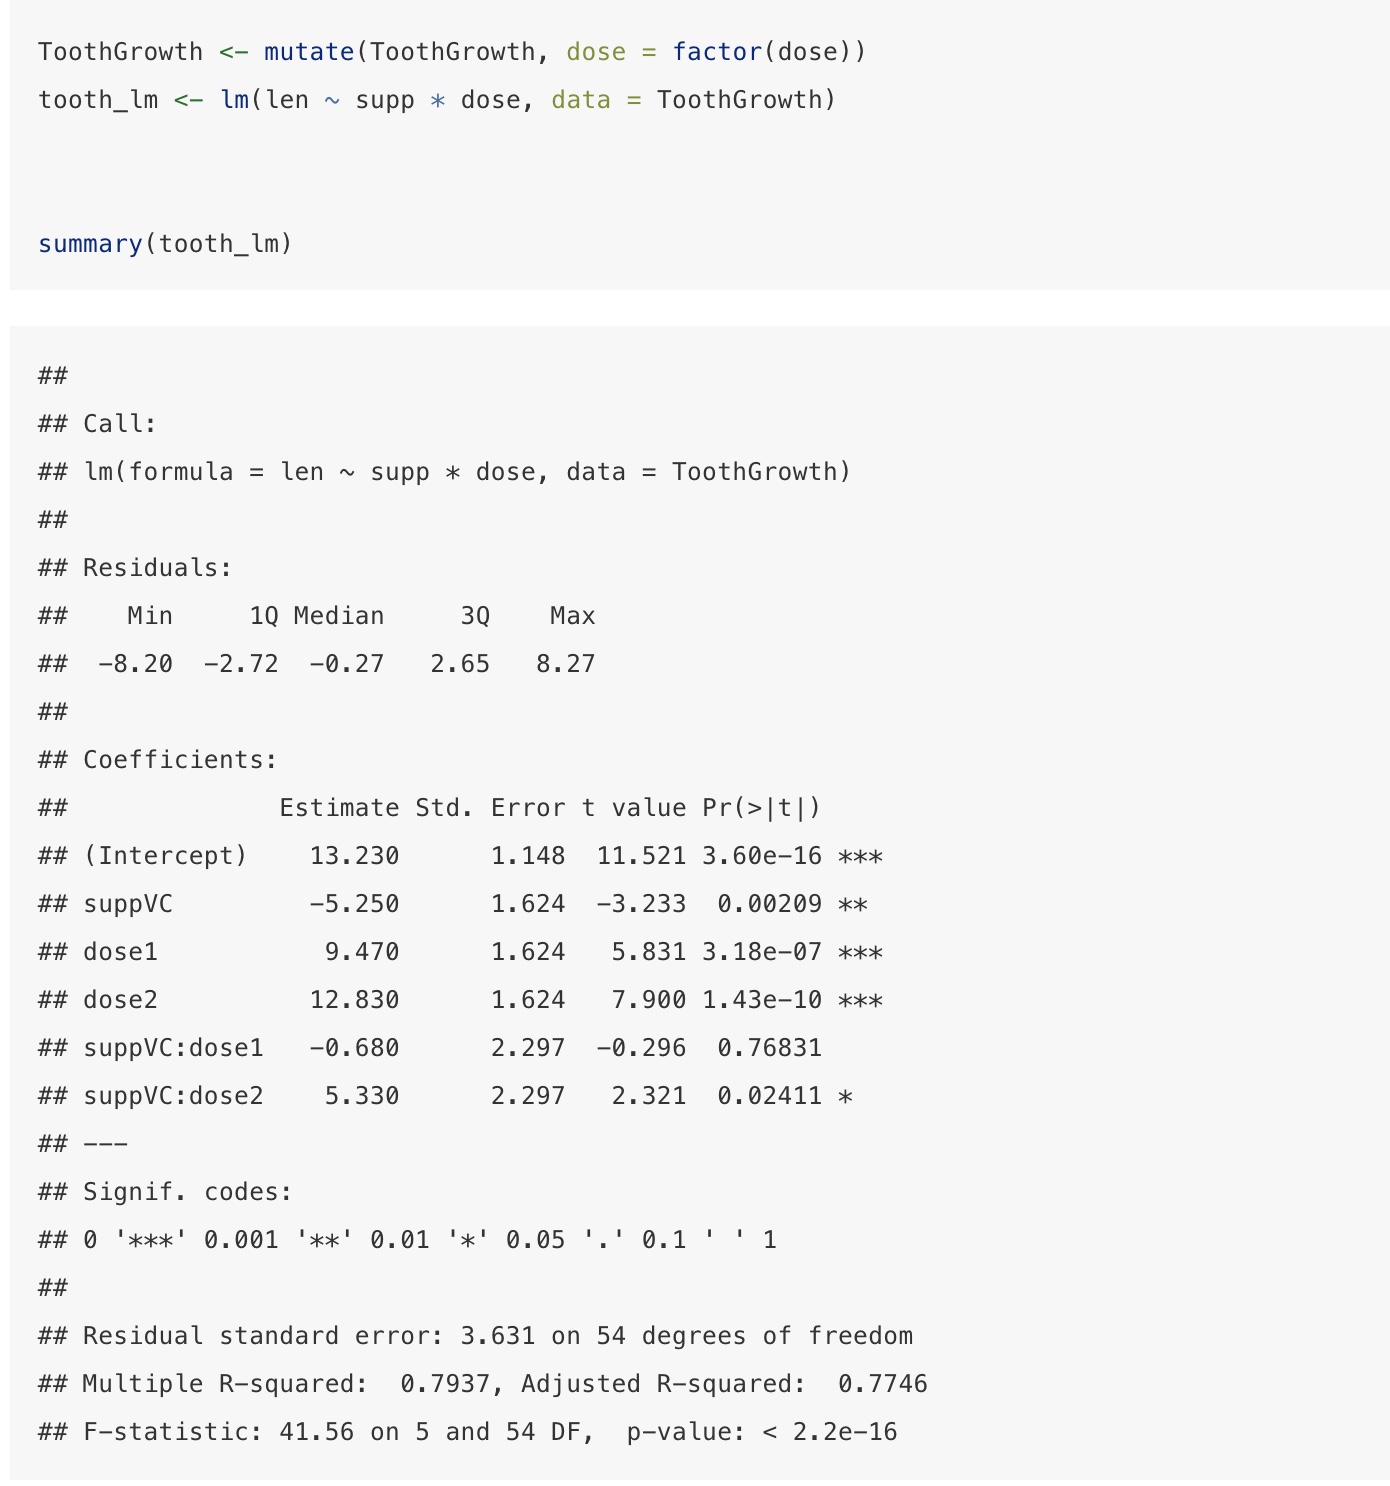 ToothGrowth <- mutate(ToothGrowth, dose = factor(dose))
tooth_lm <- lm(len ~ supp * dose, data = ToothGrowth)
summary(tooth_lm)
##
## Call:
## lm(formula = len ~ supp * dose, data = ToothGrowth)
##
## Residuals:
##    Min     1Q Median     3Q    Max
##  -8.20  -2.72  -0.27   2.65   8.27
##
## Coefficients:
##              Estimate Std. Error t value Pr(>|t|)
## (Intercept)    13.230      1.148  11.521 3.60e-16 ***
## suppVC         -5.250      1.624  -3.233  0.00209 **
## dose1           9.470      1.624   5.831 3.18e-07 ***
## dose2          12.830      1.624   7.900 1.43e-10 ***
## suppVC:dose1   -0.680      2.297  -0.296  0.76831
## suppVC:dose2    5.330      2.297   2.321  0.02411 *
## ---
## Signif. codes:
## 0 '***' 0.001 '**' 0.01 '*' 0.05 '.' 0.1 ' ' 1
##
## Residual standard error: 3.631 on 54 degrees of freedom
## Multiple R-squared:  0.7937, Adjusted R-squared:  0.7746
## F-statistic: 41.56 on 5 and 54 DF,  p-value: < 2.2e-16